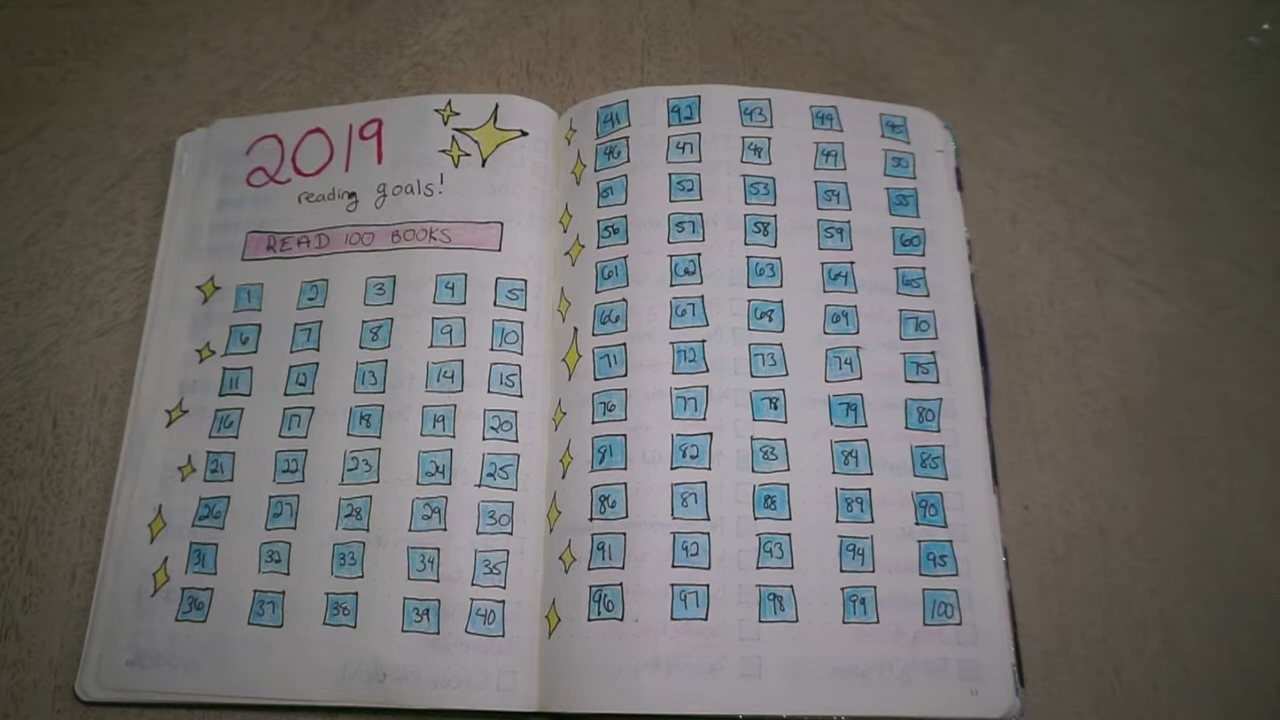 2019
reading goals!
READ 100 BOOKS
1 2 3 4 5
6 7 8 9 10
11 12 13 14 15
16 17 18 19 20
21 22 23 24 25
26 27 28 29 30
31 32 33 34 35
36 37 38 39 40
41 42 43 44 45
46 47 48 49 50
51 52 53 54 55
56 57 58 59 60
61 62 63 64 65
66 67 68 69 70
71 72 73 74 75
76 77 78 79 80
81 82 83 84 85
86 87 88 89 90
91 92 93 94 95
96 97 98 99 100
11